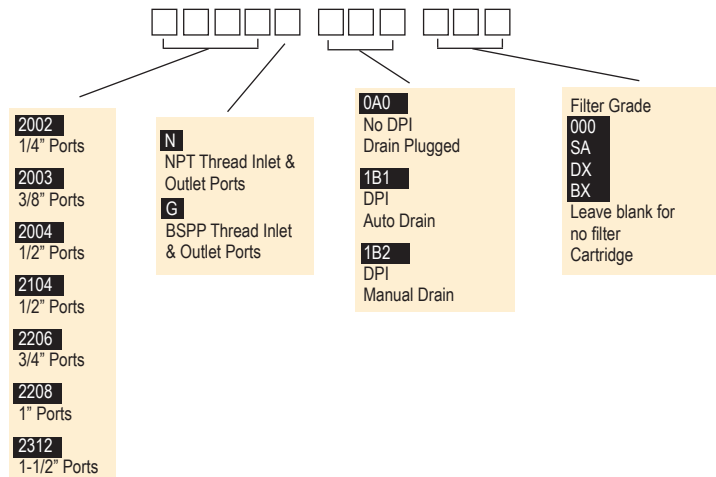 2002
1/4” Ports
2003
3/8” Ports
2004
1/2” Ports
2104
1/2” Ports
2206
3/4” Ports
2208
1” Ports
2312
1-1/2” Ports
N
NPT Thread Inlet &
Outlet Ports
G
BSPP Thread Inlet
& Outlet Ports
0A0
No DPI
Drain Plugged
1B1
DPI
Auto Drain
1B2
DPI
Manual Drain
Filter Grade
000
SA
DX
BX
Leave blank for
no filter
Cartridge